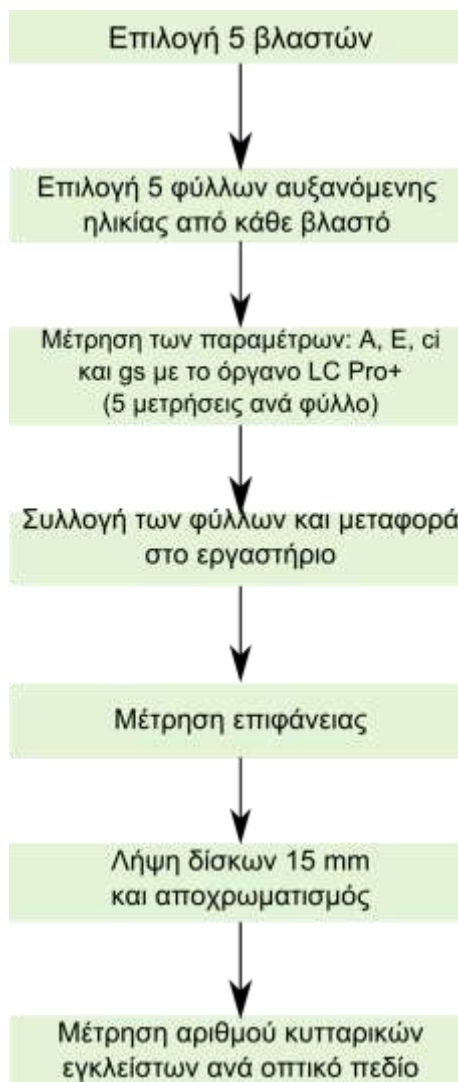 Επιλογή 5 βλαστών
Επιλογή 5 φύλλων αυξανόμενης
ηλικίας από κάθε βλαστό
Μέτρηση των παραμέτρων: A, E, ci
και gs με το όργανο LC Pro+
(5 μετρήσεις ανά φύλλο)
Συλλογή των φύλλων και μεταφορά
στο εργαστήριο
Μέτρηση επιφάνειας
Λήψη δίσκων 15 mm
και αποχρωματισμός
Μέτρηση αριθμού κυτταρικών
εγκλείστων ανά οπτικό πεδίο